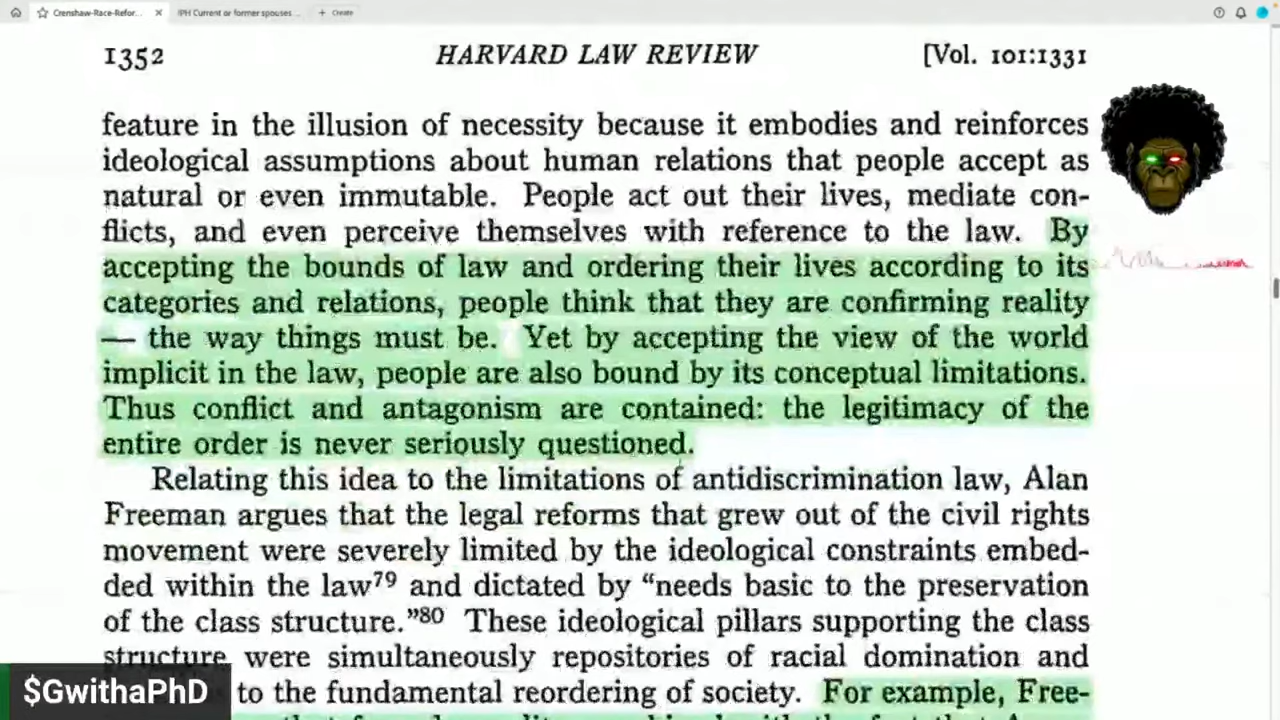 Crenshaw-Race-Refor...
IPH Current or former spouses ...
+ Create
1352 HARVARD LAW REVIEW [Vol. 101:1331
feature in the illusion of necessity because it embodies and reinforces
ideological assumptions about human relations that people accept as
natural or even immutable. People act out their lives, mediate con-
flicts, and even perceive themselves with reference to the law. By
accepting the bounds of law and ordering their lives according to its
categories and relations, people think that they are confirming reality
— the way things must be. Yet by accepting the view of the world
implicit in the law, people are also bound by its conceptual limitations.
Thus conflict and antagonism are contained: the legitimacy of the
entire order is never seriously questioned.
Relating this idea to the limitations of antidiscrimination law, Alan
Freeman argues that the legal reforms that grew out of the civil rights
movement were severely limited by the ideological constraints embed-
ded within the law79 and dictated by “needs basic to the preservation
of the class structure.”80 These ideological pillars supporting the class
structure were simultaneously repositories of racial domination and
to the fundamental reordering of society. For example, Free-
$GwithaPhD